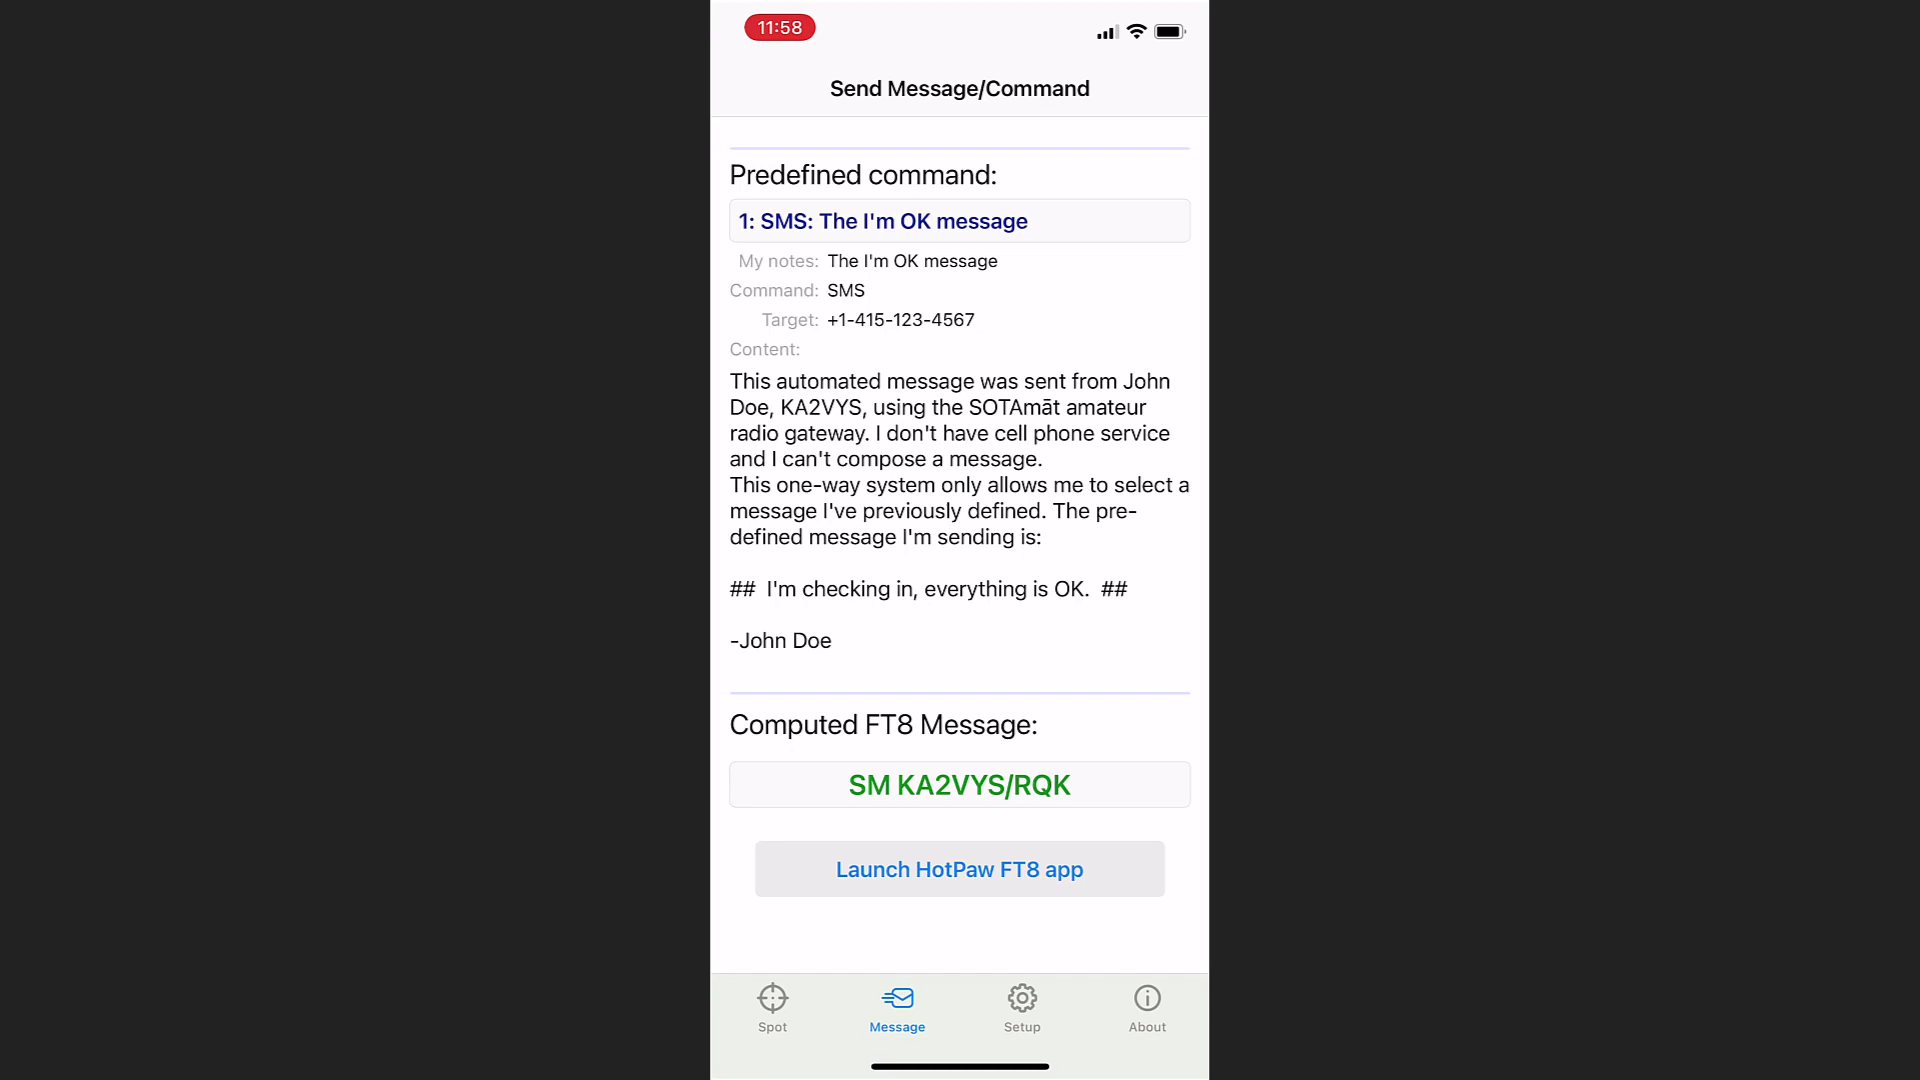 11:58
Send Message/Command
Predefined command:
1: SMS: The I'm OK message
My notes: The I'm OK message
Command: SMS
Target: +1-415-123-4567
Content:
This automated message was sent from John
Doe, KA2VYS, using the SOTAmāt amateur
radio gateway. I don't have cell phone service
and I can't compose a message.
This one-way system only allows me to select a
message I've previously defined. The pre-
defined message I'm sending is:
## I'm checking in, everything is OK. ##
-John Doe
Computed FT8 Message:
SM KA2VYS/RQK
Launch HotPaw FT8 app
Spot Message Setup About